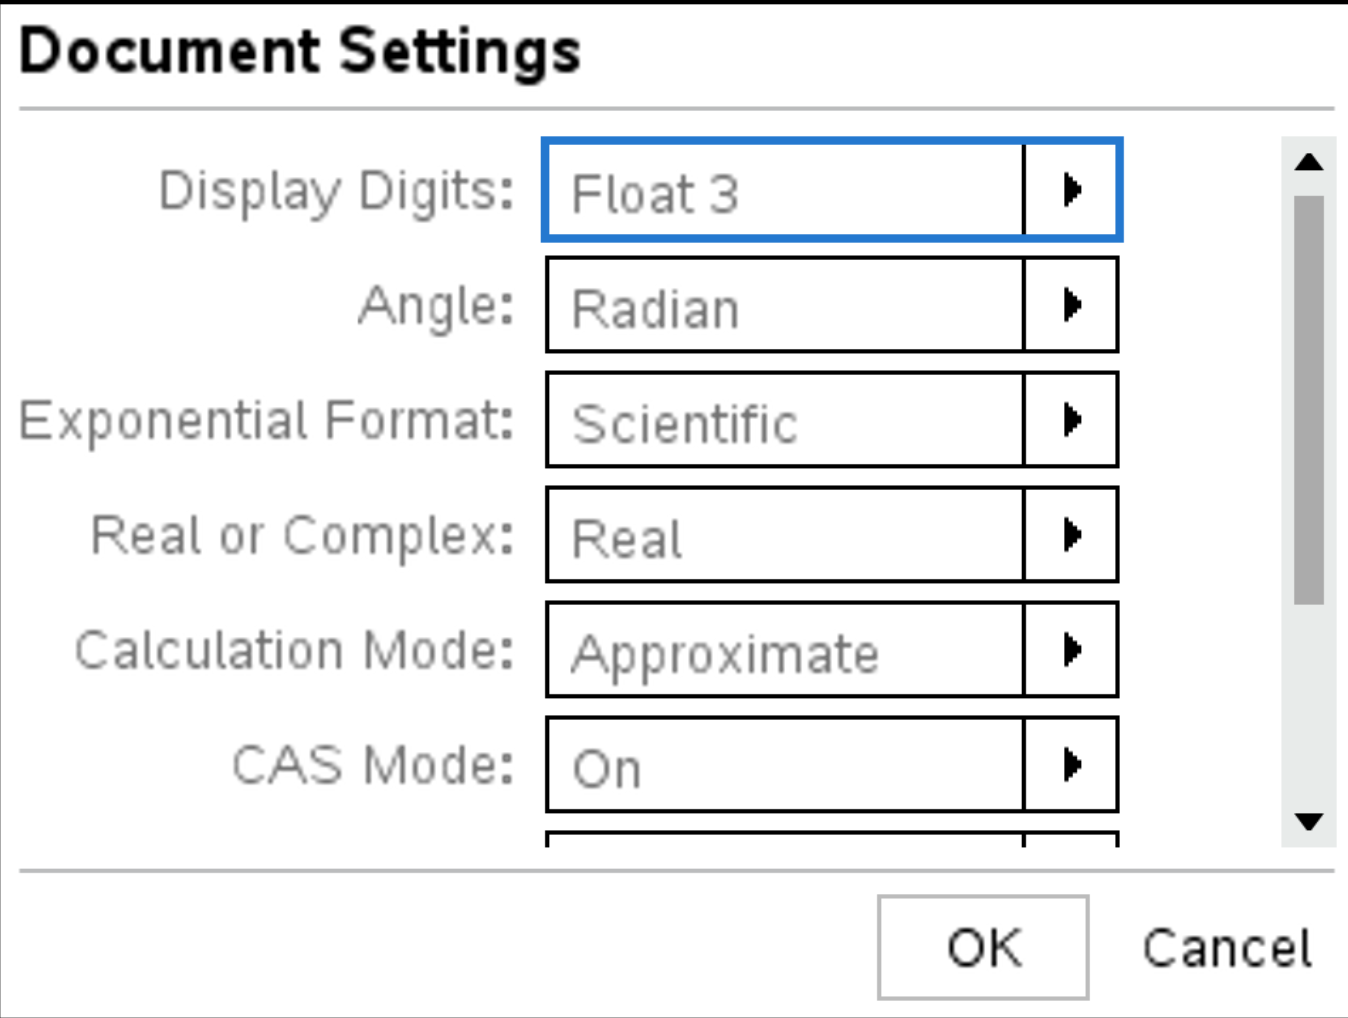 Document Settings
Display Digits: Float 3
Angle: Radian
Exponential Format: Scientific
Real or Complex: Real
Calculation Mode: Approximate
CAS Mode: On
OK Cancel